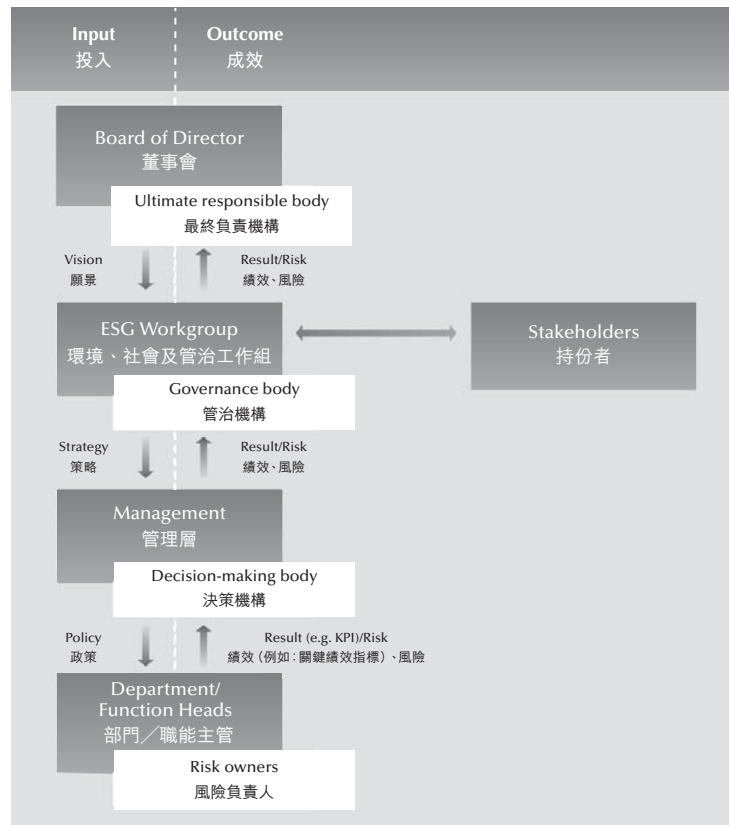 Input
投入
Outcome
成效
Board of Director
董事會
Ultimate responsible body
最終負責機構
Vision
願景
Result/Risk
績效、風險
ESG Workgroup
環境、社會及管治工作組
Stakeholders
持份者
Governance body
管治機構
Strategy
策略
Result/Risk
績效、風險
Management
管理層
Decision-making body
決策機構
Policy
政策
Result (e.g. KPI)/Risk
績效（例如：關鍵績效指標）、風險
Department/
Function Heads
部門／職能主管
Risk owners
風險負責人